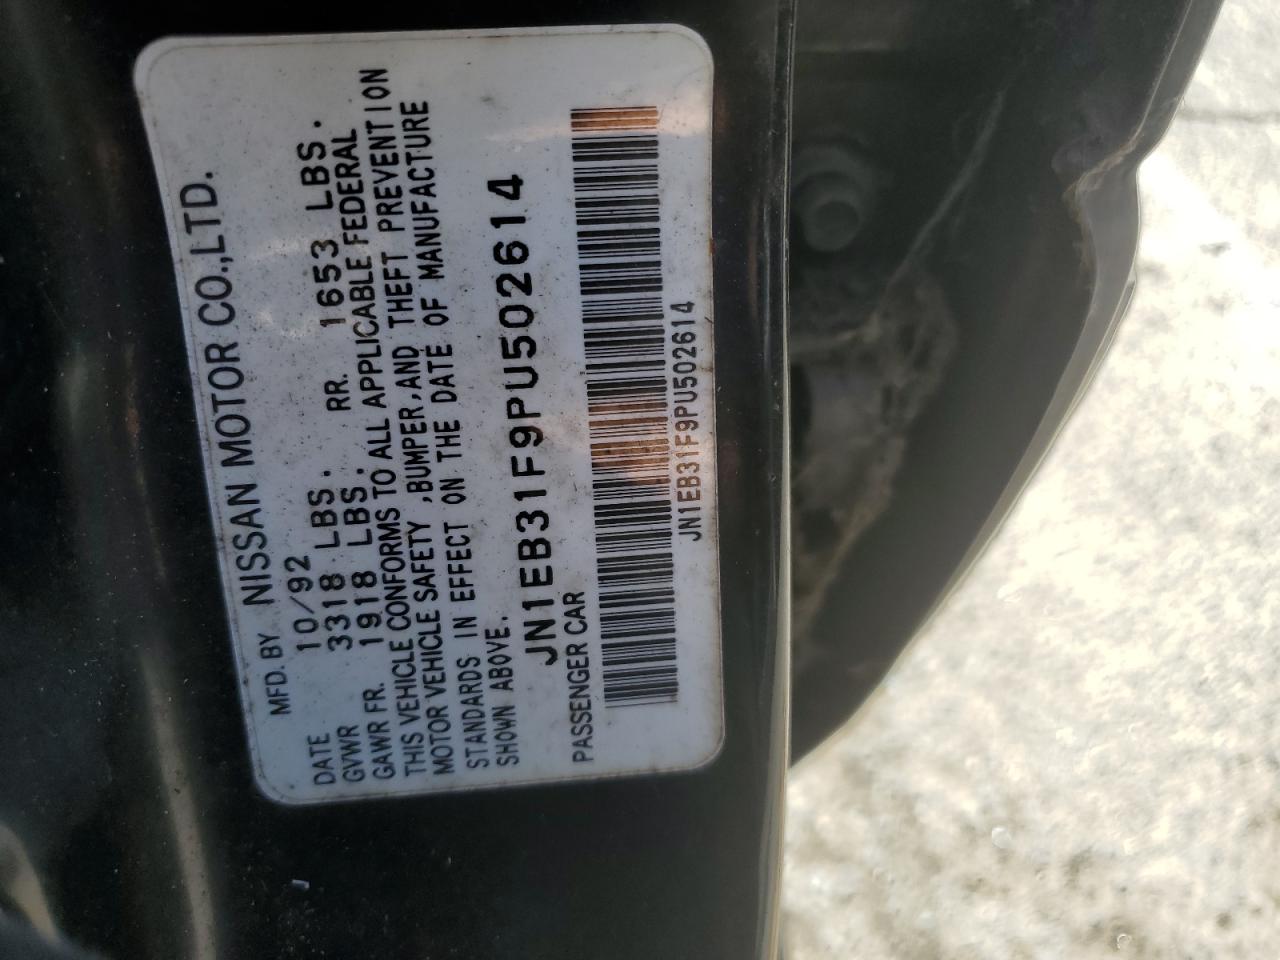 MFD. BY NISSAN MOTOR CO.,LTD.
DATE 10/92
GVWR 3318 LBS.
GAWR FR. 1918 LBS. RR. 1653 LBS.
THIS VEHICLE CONFORMS TO ALL APPLICABLE FEDERAL
MOTOR VEHICLE SAFETY ,BUMPER,AND THEFT PREVENTION
STANDARDS IN EFFECT ON THE DATE OF MANUFACTURE
SHOWN ABOVE.
JN1EB31F9PU502614
PASSENGER CAR
JN1EB31F9PU502614